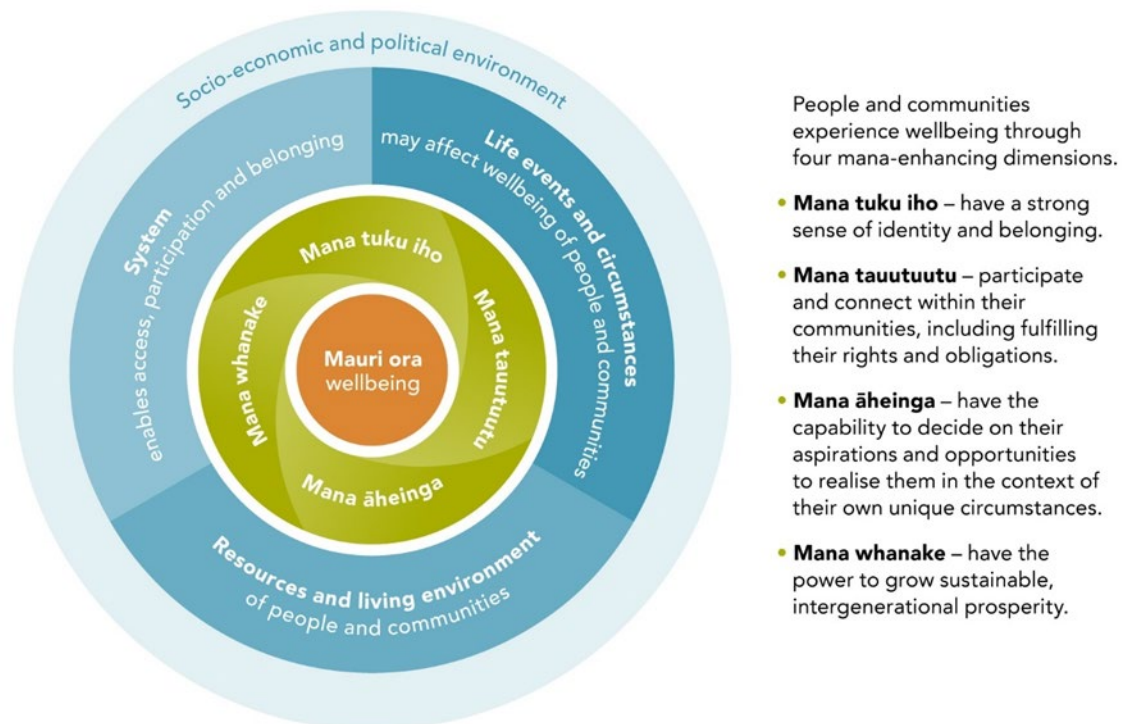 Socio-economic and political environment
System
enables access, participation and belonging
Life events and circumstances
may affect wellbeing of people and communities
Resources and living environment
of people and communities
Mana tuku iho
Mana tauutuutu
Mana āheinga
Mana whanake
Mauri ora
wellbeing
People and communities
experience wellbeing through
four mana-enhancing dimensions.
• Mana tuku iho – have a strong
sense of identity and belonging.
• Mana tauutuutu – participate
and connect within their
communities, including fulfilling
their rights and obligations.
• Mana āheinga – have the
capability to decide on their
aspirations and opportunities
to realise them in the context of
their own unique circumstances.
• Mana whanake – have the
power to grow sustainable,
intergenerational prosperity.